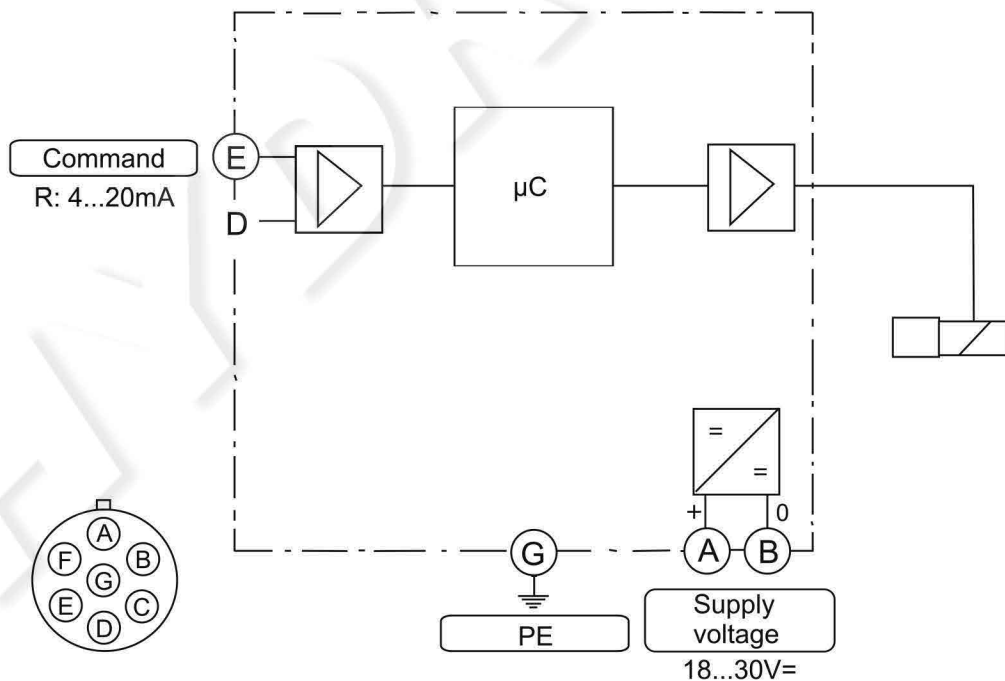 Command
R: 4...20mA
E
D
µC
=
=
+
0
A
B
G
PE
Supply
voltage
18...30V=
A
F
B
G
E
C
D